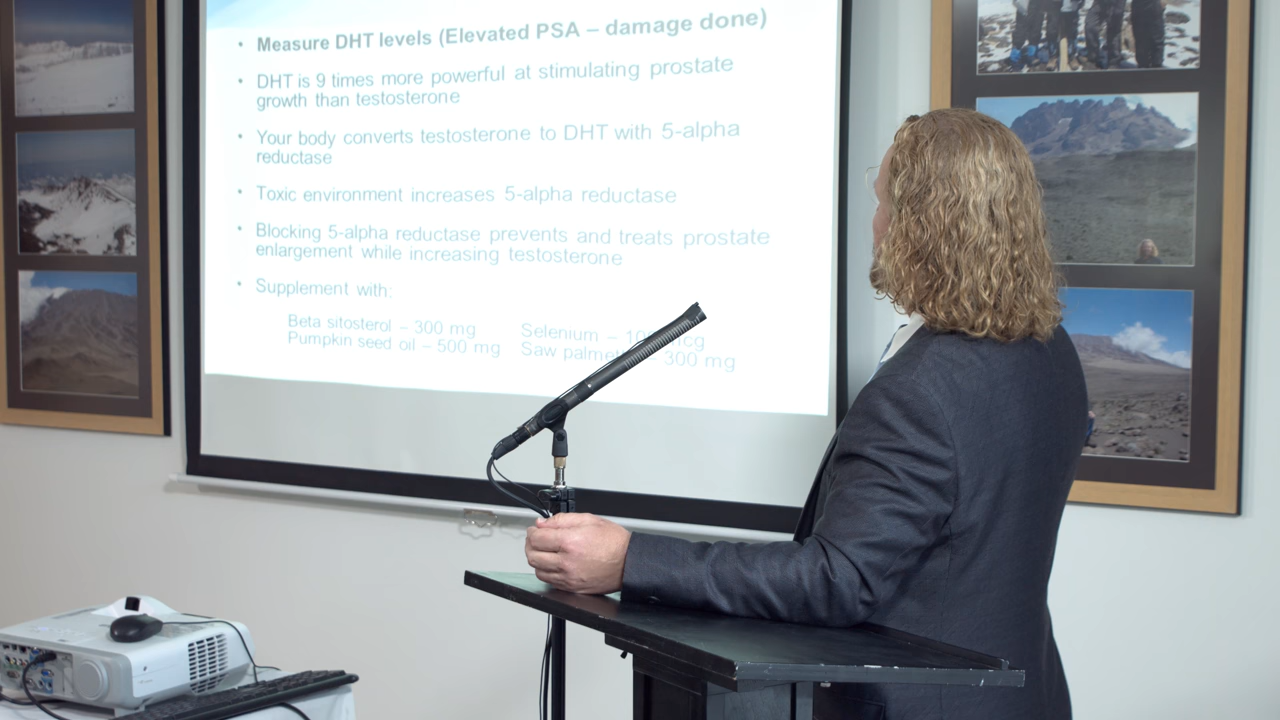 • Measure DHT levels (Elevated PSA – damage done)
• DHT is 9 times more powerful at stimulating prostate
growth than testosterone
• Your body converts testosterone to DHT with 5-alpha
reductase
• Toxic environment increases 5-alpha reductase
• Blocking 5-alpha reductase prevents and treats prostate
enlargement while increasing testosterone
• Supplement with:
Beta sitosterol – 300 mg
Pumpkin seed oil – 500 mg
Selenium –
Saw 300 mg